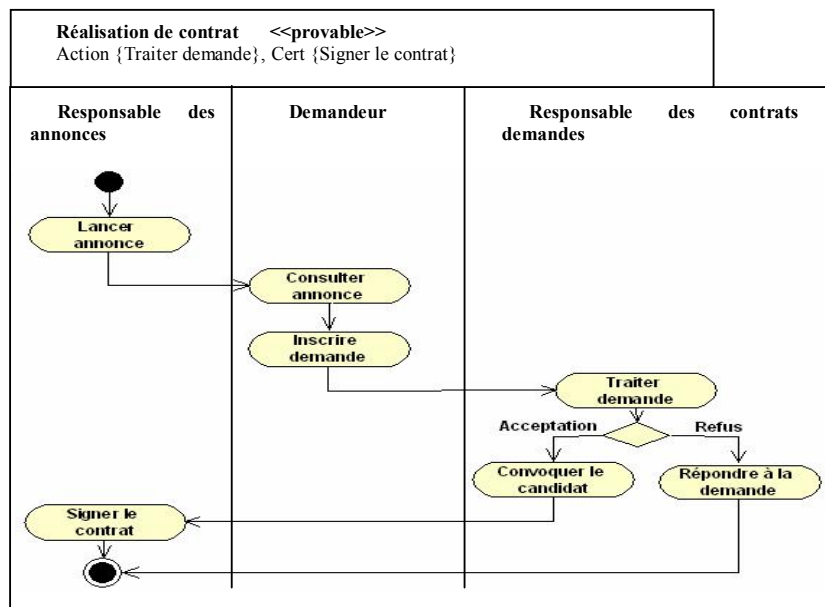 Réalisation de contrat <<provable>>
Action {Traiter demande}, Cert {Signer le contrat}
Responsable des
annonces
Demandeur
Responsable des contrats
demandes
Lancer
annonce
Consulter
annonce
Inscrire
demande
Traiter
demande
Acceptation
Refus
Convoquer le
candidat
Répondre à la
demande
Signer le
contrat